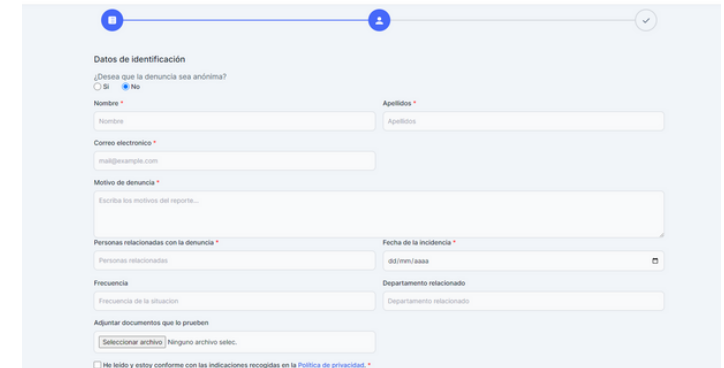 Datos de identificación
¿Desea que la denuncia sea anónima?
Si No
Nombre * Apellidos *
Nombre Apellidos
Correo electronico *
mail@example.com
Motivo de denuncia *
Escriba los motivos del reporte...
Personas relacionadas con la denuncia * Fecha de la incidencia *
Personas relacionadas dd/mm/aaaa
Frecuencia Departamento relacionado
Frecuencia de la situacion Departamento relacionado
Adjuntar documentos que lo prueben
Seleccionar archivo Ninguno archivo selec.
He leído y estoy conforme con las indicaciones recogidas en la Política de privacidad. *